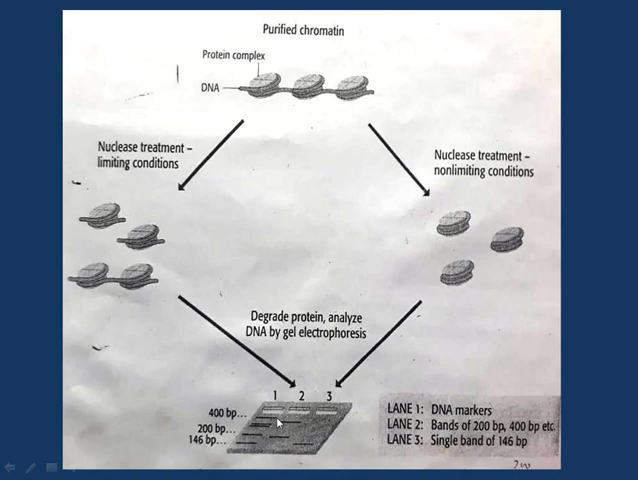 Purified chromatin
Protein complex
DNA
Nuclease treatment –
limiting conditions
Nuclease treatment –
nonlimiting conditions
Degrade protein, analyze
DNA by gel electrophoresis
1 2 3
400 bp...
200 bp...
146 bp...
LANE 1: DNA markers
LANE 2: Bands of 200 bp, 400 bp etc.
LANE 3: Single band of 146 bp